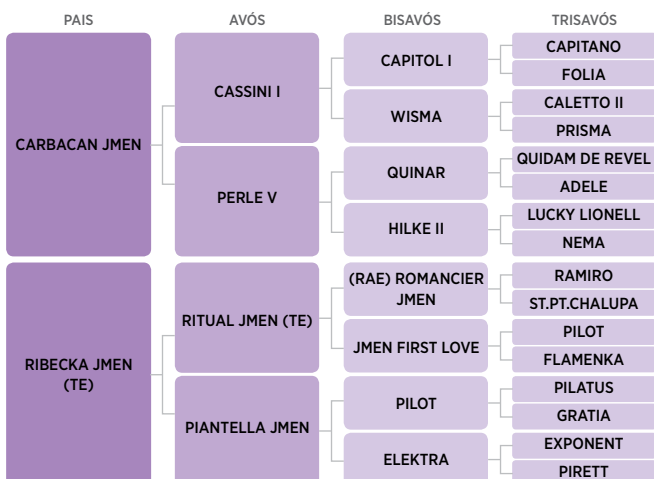 PAIS
AVÓS
BISAVÓS
TRISAVÓS
CARBACAN JMEN
CASSINI I
PERLE V
CAPITOL I
WISMA
QUINAR
HILKE II
CAPITANO
FOLIA
CALETTO II
PRISMA
QUIDAM DE REVEL
ADELE
LUCKY LIONELL
NEMA
RIBECKA JMEN
(TE)
RITUAL JMEN (TE)
PIANTELLA JMEN
(RAE) ROMANCIER
JMEN
JMEN FIRST LOVE
PILOT
ELEKTRA
RAMIRO
ST.PT.CHALUPA
PILOT
FLAMENKA
PILATUS
GRATIA
EXPONENT
PIRETT